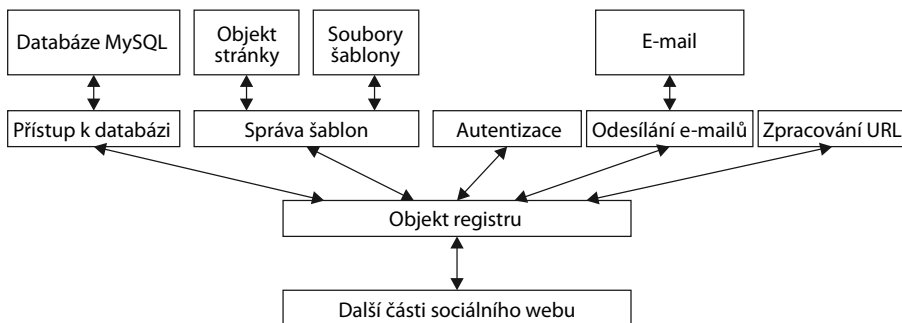 Databáze MySQL
Objekt
stránky
Soubory
šablony
E-mail
Přístup k databázi
Správa šablon
Autentizace
Odesílání e-mailů
Zpracování URL
Objekt registru
Další části sociálního webu